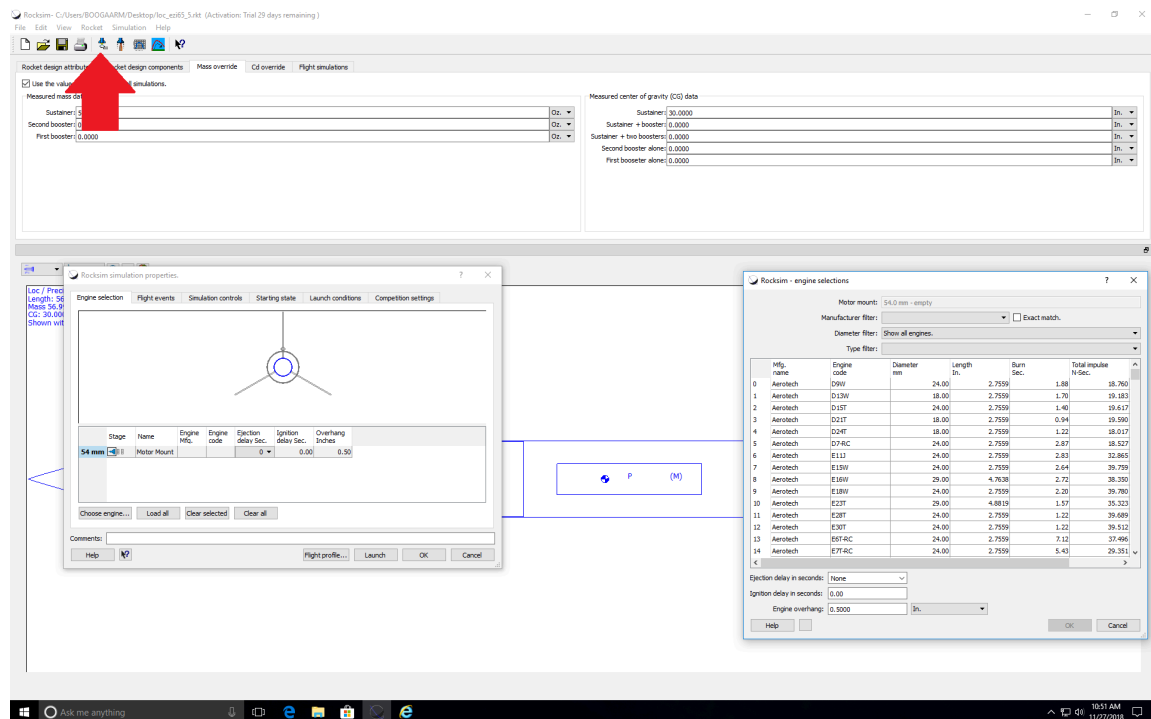 Rocksim- C:/Users/BOOGAARM/Desktop/loc_ezi65_5.rkt (Activation: Trial 29 days remaining )
File Edit View Rocket Simulation Help
Rocket design attribu ket design components Mass override Cd override Flight simulations
Use the value ll simulations.
Measured mass da
Sustainer: 5 Oz.
Second booster: 0 Oz.
First booster: 0.0000 Oz.
Measured center of gravity (CG) data
Sustainer: 30.0000 In.
Sustainer + booster: 0.0000 In.
Sustainer + two boosters: 0.0000 In.
Second booster alone: 0.0000 In.
First booseter alone: 0.0000 In.
Loc / Preci
Length: 56
Mass 56.9
CG: 30.00
Shown wit
Rocksim simulation properties. ?
Engine selection Flight events Simulation controls Starting state Launch conditions Competition settings
Stage Name Engine Mfg. Engine code Ejection delay Sec. Ignition delay Sec. Overhang Inches
54 mm Motor Mount 0 0.00 0.50
Choose engine... Load all Clear selected Clear all
Comments:
Help Flight profile... Launch OK Cancel
P (M)
Rocksim - engine selections ?
Motor mount: 54.0 mm - empty
Manufacturer filter: Exact match.
Diameter filter: Show all engines.
Type filter:
Mfg. name Engine code Diameter mm Length In. Burn Sec. Total impulse N-Sec.
0 Aerotech D9W 24.00 2.7559 1.88 18.760
1 Aerotech D13W 18.00 2.7559 1.70 19.183
2 Aerotech D15T 24.00 2.7559 1.40 19.617
3 Aerotech D21T 18.00 2.7559 0.94 19.590
4 Aerotech D24T 18.00 2.7559 1.22 18.017
5 Aerotech D7-RC 24.00 2.7559 2.87 18.527
6 Aerotech E11J 24.00 2.7559 2.83 32.865
7 Aerotech E15W 24.00 2.7559 2.64 39.759
8 Aerotech E16W 29.00 4.7638 2.72 38.350
9 Aerotech E18W 24.00 2.7559 2.20 39.780
10 Aerotech E23T 29.00 4.8819 1.57 35.323
11 Aerotech E28T 24.00 2.7559 1.22 39.689
12 Aerotech E30T 24.00 2.7559 1.22 39.512
13 Aerotech E6T-RC 24.00 2.7559 7.12 37.496
14 Aerotech E7T-RC 24.00 2.7559 5.43 29.351
Ejection delay in seconds: None
Ignition delay in seconds: 0.00
Engine overhang: 0.5000 In.
Help OK Cancel
Ask me anything
10:51 AM
11/27/2018